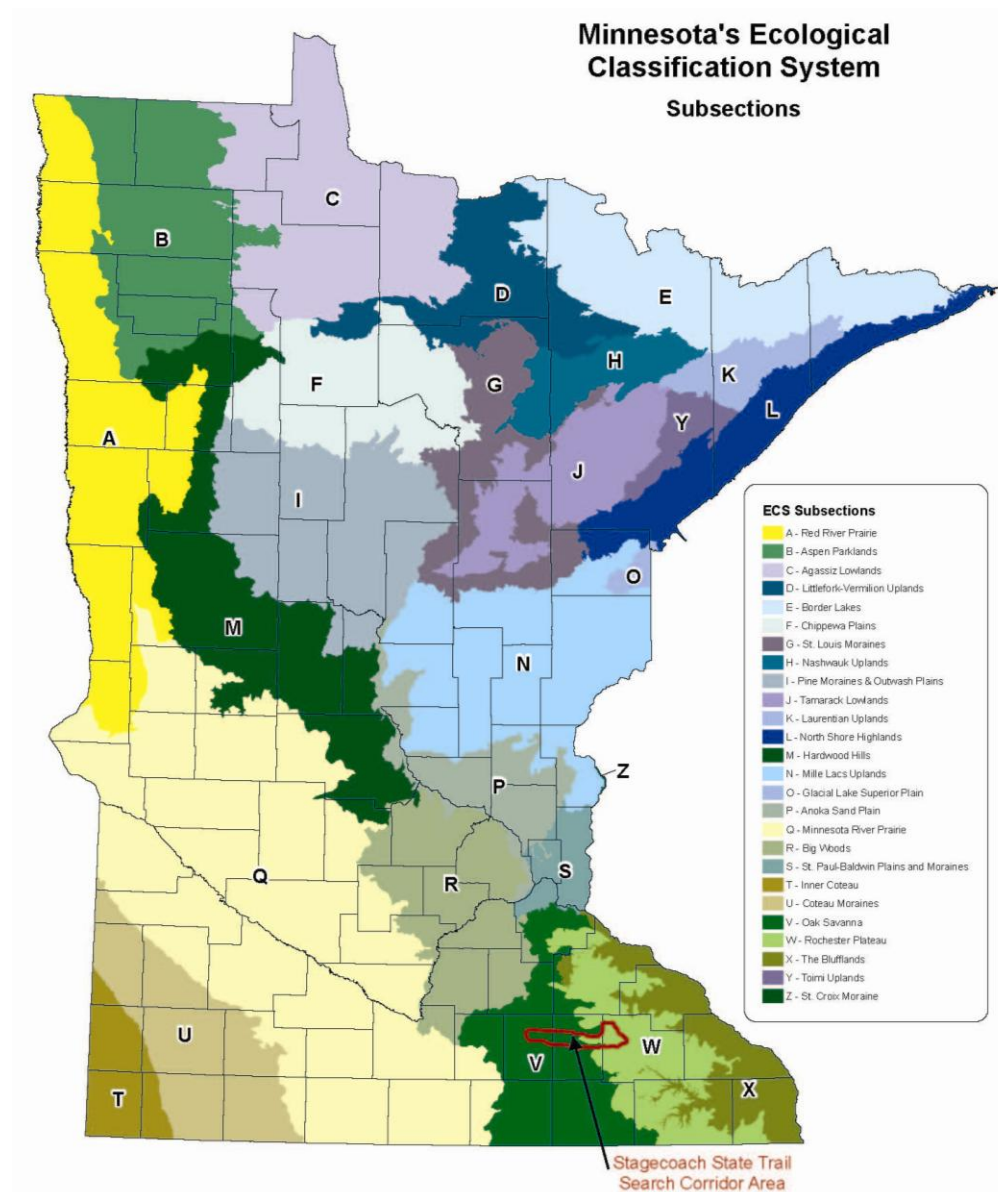 Minnesota's Ecological
Classification System
Subsections
C
B
E
D
H
F
G
K
L
Y
A
J
I
O
M
N
Z
P
Q
R
S
U
V
W
T
X
ECS Subsections
A - Red River Prairie
B - Aspen Parklands
C - Agassiz Lowlands
D - Littlefork-Vermilion Uplands
E - Border Lakes
F - Chippewa Plains
G - St. Louis Moraines
H - Nashwauk Uplands
I - Pine Moraines & Outwash Plains
J - Tamarack Lowlands
K - Laurentian Uplands
L - North Shore Highlands
M - Hardwood Hills
N - Mille Lacs Uplands
O - Glacial Lake Superior Plain
P - Anoka Sand Plain
Q - Minnesota River Prairie
R - Big Woods
S - St. Paul-Baldwin Plains and Moraines
T - Inner Coteau
U - Coteau Moraines
V - Oak Savanna
W - Rochester Plateau
X - The Blufflands
Y - Toimi Uplands
Z - St. Croix Moraine
Stagecoach State Trail
Search Corridor Area